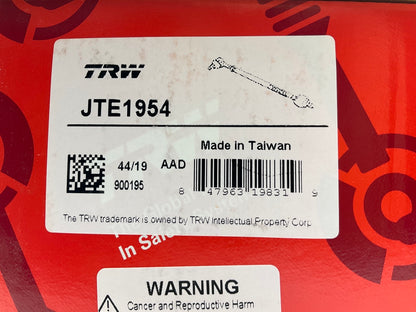 TRW
JTE1954
Made in Taiwan
44/19 AAD
900195
8 47963 19831 9
The TRW trademark is owned by TRW Intellectual Property Corp
WARNING
Cancer and Reproductive Harm